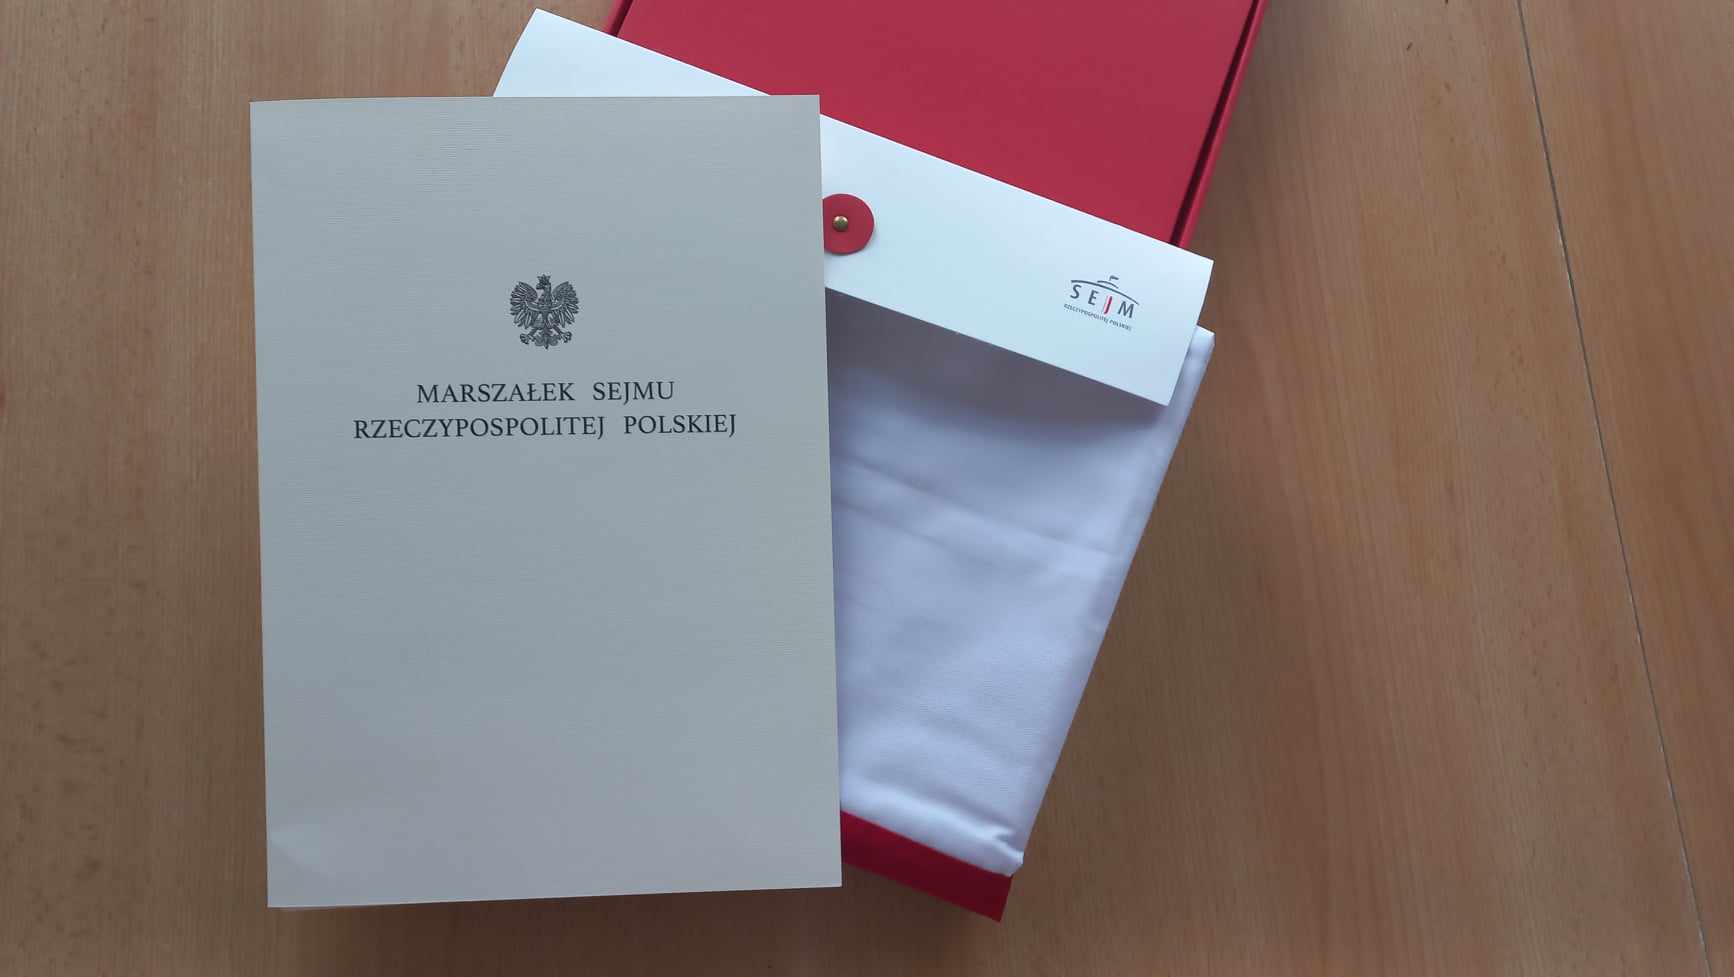 MARSZAŁEK SEJMU
RZECZYPOSPOLITEJ POLSKIEJ
SEJM
RZECZYPOSPOLITEJ POLSKIEJ